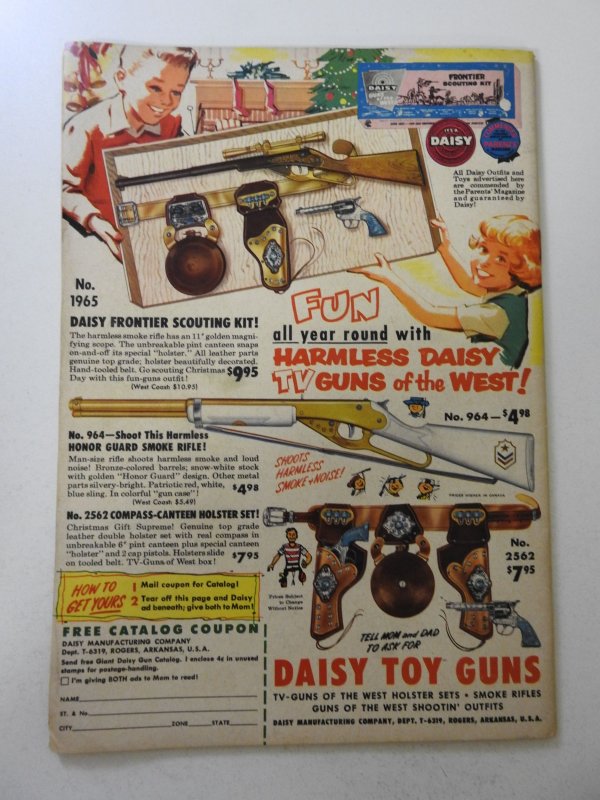 FRONTIER
SCOUTING KIT
DAISY
IT'S A
DAISY
All Daisy Outfits and
Toys advertised here
are commended by
the Parents' Magazine
and guaranteed by
Daisy!
No.
1965
DAISY FRONTIER SCOUTING KIT!
The harmless smoke rifle has an 11" golden magni-
fying scope. The unbreakable pint canteen snaps
on-and-off its special "holster." All leather parts
genuine top grade; holster beautifully decorated.
Hand-tooled belt. Go scouting Christmas
Day with this fun-guns outfit! $9.95
(West Coast $10.95)
FUN
all year round with
HARMLESS DAISY
TV GUNS of the WEST!
No. 964—$4.98
No. 964—Shoot This Harmless
HONOR GUARD SMOKE RIFLE!
Man-size rifle shoots harmless smoke and loud
noise! Bronze-colored barrels; snow-white stock
with golden "Honor Guard" design. Other metal
parts silvery-bright. Patriotic red, white,
blue sling. In colorful "gun case"! $4.98
(West Coast $5.49)
SHOOTS
HARMLESS
SMOKE+NOISE!
PRICES HIGHER IN CANADA
No. 2562 COMPASS-CANTEEN HOLSTER SET!
Christmas Gift Supreme! Genuine top grade
leather double holster set with real compass in
unbreakable 6" pint canteen plus special canteen
"holster" and 2 cap pistols. Holsters slide
on tooled belt. TV-Guns of West box! $7.95
No.
2562
$7.95
Prices Subject
to Change
Without Notice
HOW TO
GET YOURS
1 Mail coupon for Catalog!
2 Tear off this page and Daisy
ad beneath; give both to Mom!
FREE CATALOG COUPON
DAISY MANUFACTURING COMPANY
Dept. T-6319, ROGERS, ARKANSAS, U.S.A.
Send free Giant Daisy Gun Catalog. I enclose 4¢ in unused
stamps for postage-handling.
I'm giving BOTH ads to Mom to read!
NAME
ST. & No.
CITY ZONE STATE
TELL MOM and DAD
TO ASK FOR
DAISY TOY GUNS
TV-GUNS OF THE WEST HOLSTER SETS • SMOKE RIFLES
GUNS OF THE WEST SHOOTIN' OUTFITS
DAISY MANUFACTURING COMPANY, DEPT. T-6319, ROGERS, ARKANSAS, U.S.A.